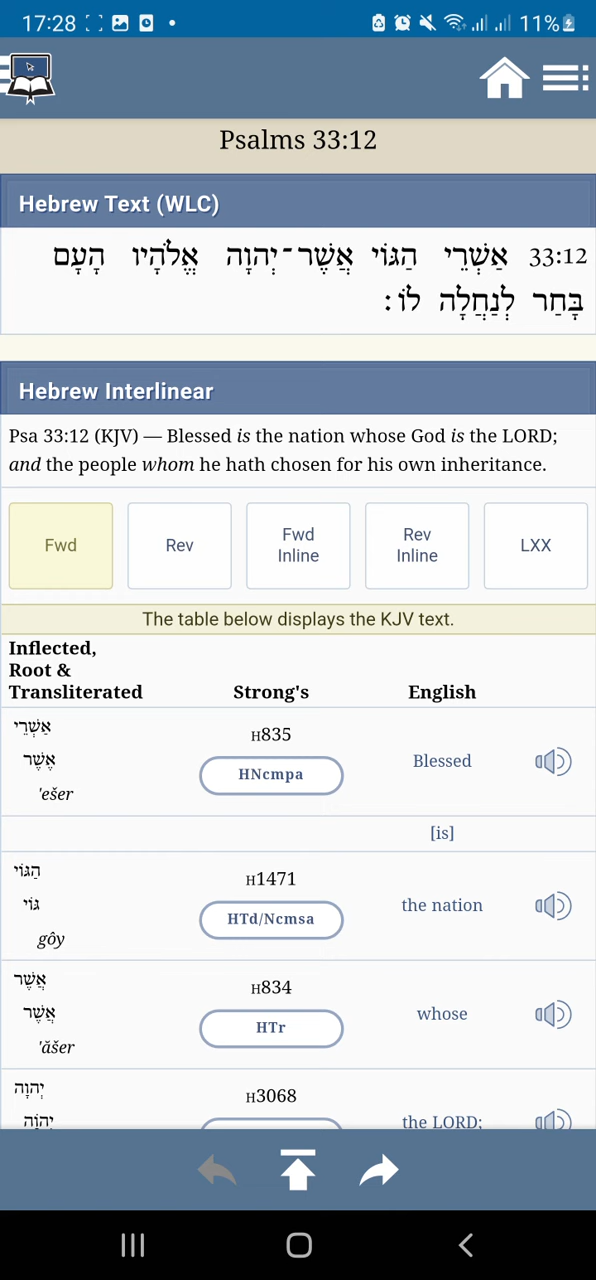 17:28 11%
Psalms 33:12
Hebrew Text (WLC)
33:12 אַשְׁרֵי הַגּוֹי אֲשֶׁר־יְהוָה אֱלֹהָיו הָעָם
בָּחַר לְנַחֲלָה לוֹ׃
Hebrew Interlinear
Psa 33:12 (KJV) — Blessed is the nation whose God is the LORD;
and the people whom he hath chosen for his own inheritance.
Fwd
Rev
Fwd
Inline
Rev
Inline
LXX
The table below displays the KJV text.
Inflected,
Root &
Transliterated Strong's English
אַשְׁרֵי
אֶשֶׁר
'ešer
H835
HNcmpa
Blessed
[is]
הַגּוֹי
גּוֹי
gôy
H1471
HTd/Ncmsa
the nation
אֲשֶׁר
אֲשֶׁר
'ăšer
H834
HTr
whose
יְהוָה
יְהוָֹה
H3068
the LORD;